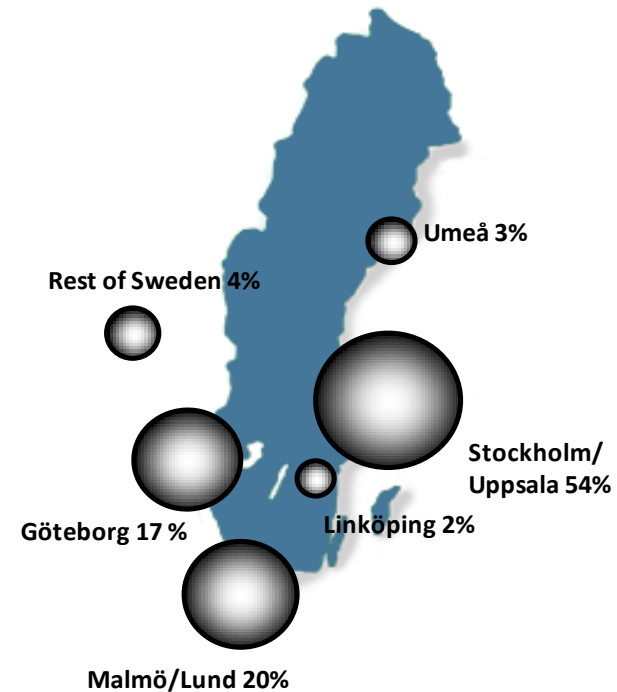 Umeå 3%
Rest of Sweden 4%
Stockholm/
Uppsala 54%
Göteborg 17 %
Linköping 2%
Malmö/Lund 20%